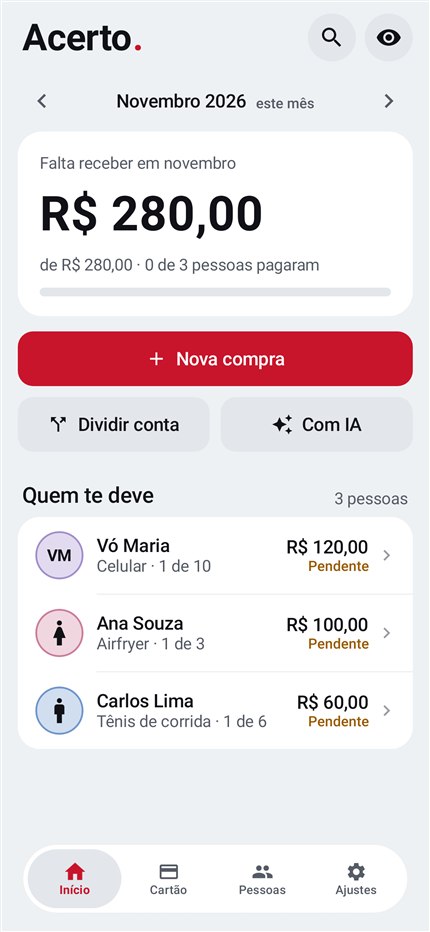 Acerto.
Novembro 2026 este mês
Falta receber em novembro
R$ 280,00
de R$ 280,00 · 0 de 3 pessoas pagaram
+ Nova compra
Dividir conta
Com IA
Quem te deve
3 pessoas
VM
Vó Maria
R$ 120,00
Celular · 1 de 10
Pendente
Ana Souza
R$ 100,00
Airfryer · 1 de 3
Pendente
Carlos Lima
R$ 60,00
Tênis de corrida · 1 de 6
Pendente
Início
Cartão
Pessoas
Ajustes